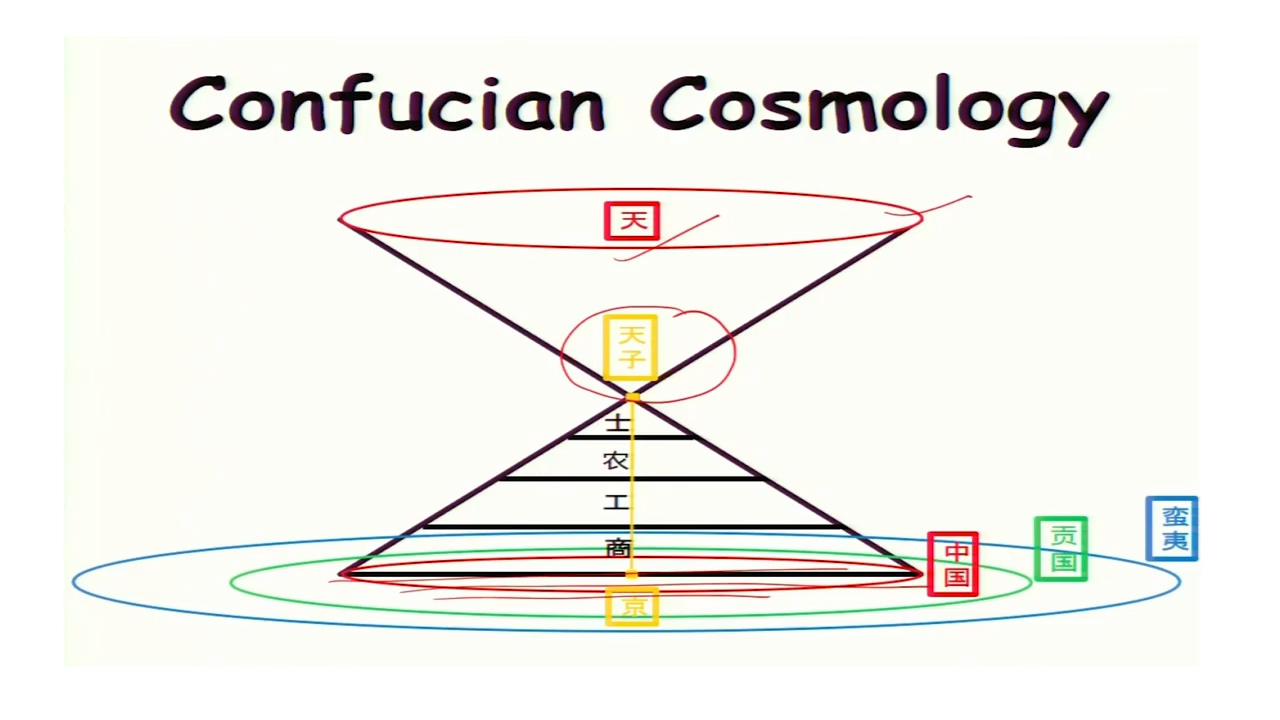 Confucian Cosmology
天
天
子
士
农
工
商
中
国
贡
国
蛮
夷
京